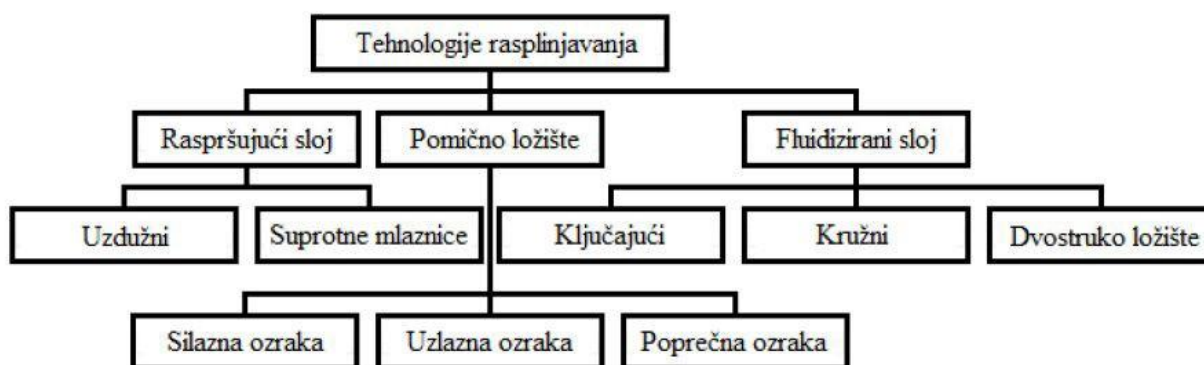 Tehnologije rasplinjavanja
Raspršujući sloj
Pomično ložište
Fluidizirani sloj
Uzdužni
Suprotne mlaznice
Ključajući
Kružni
Dvostruko ložište
Silazna ozraka
Uzlazna ozraka
Poprečna ozraka